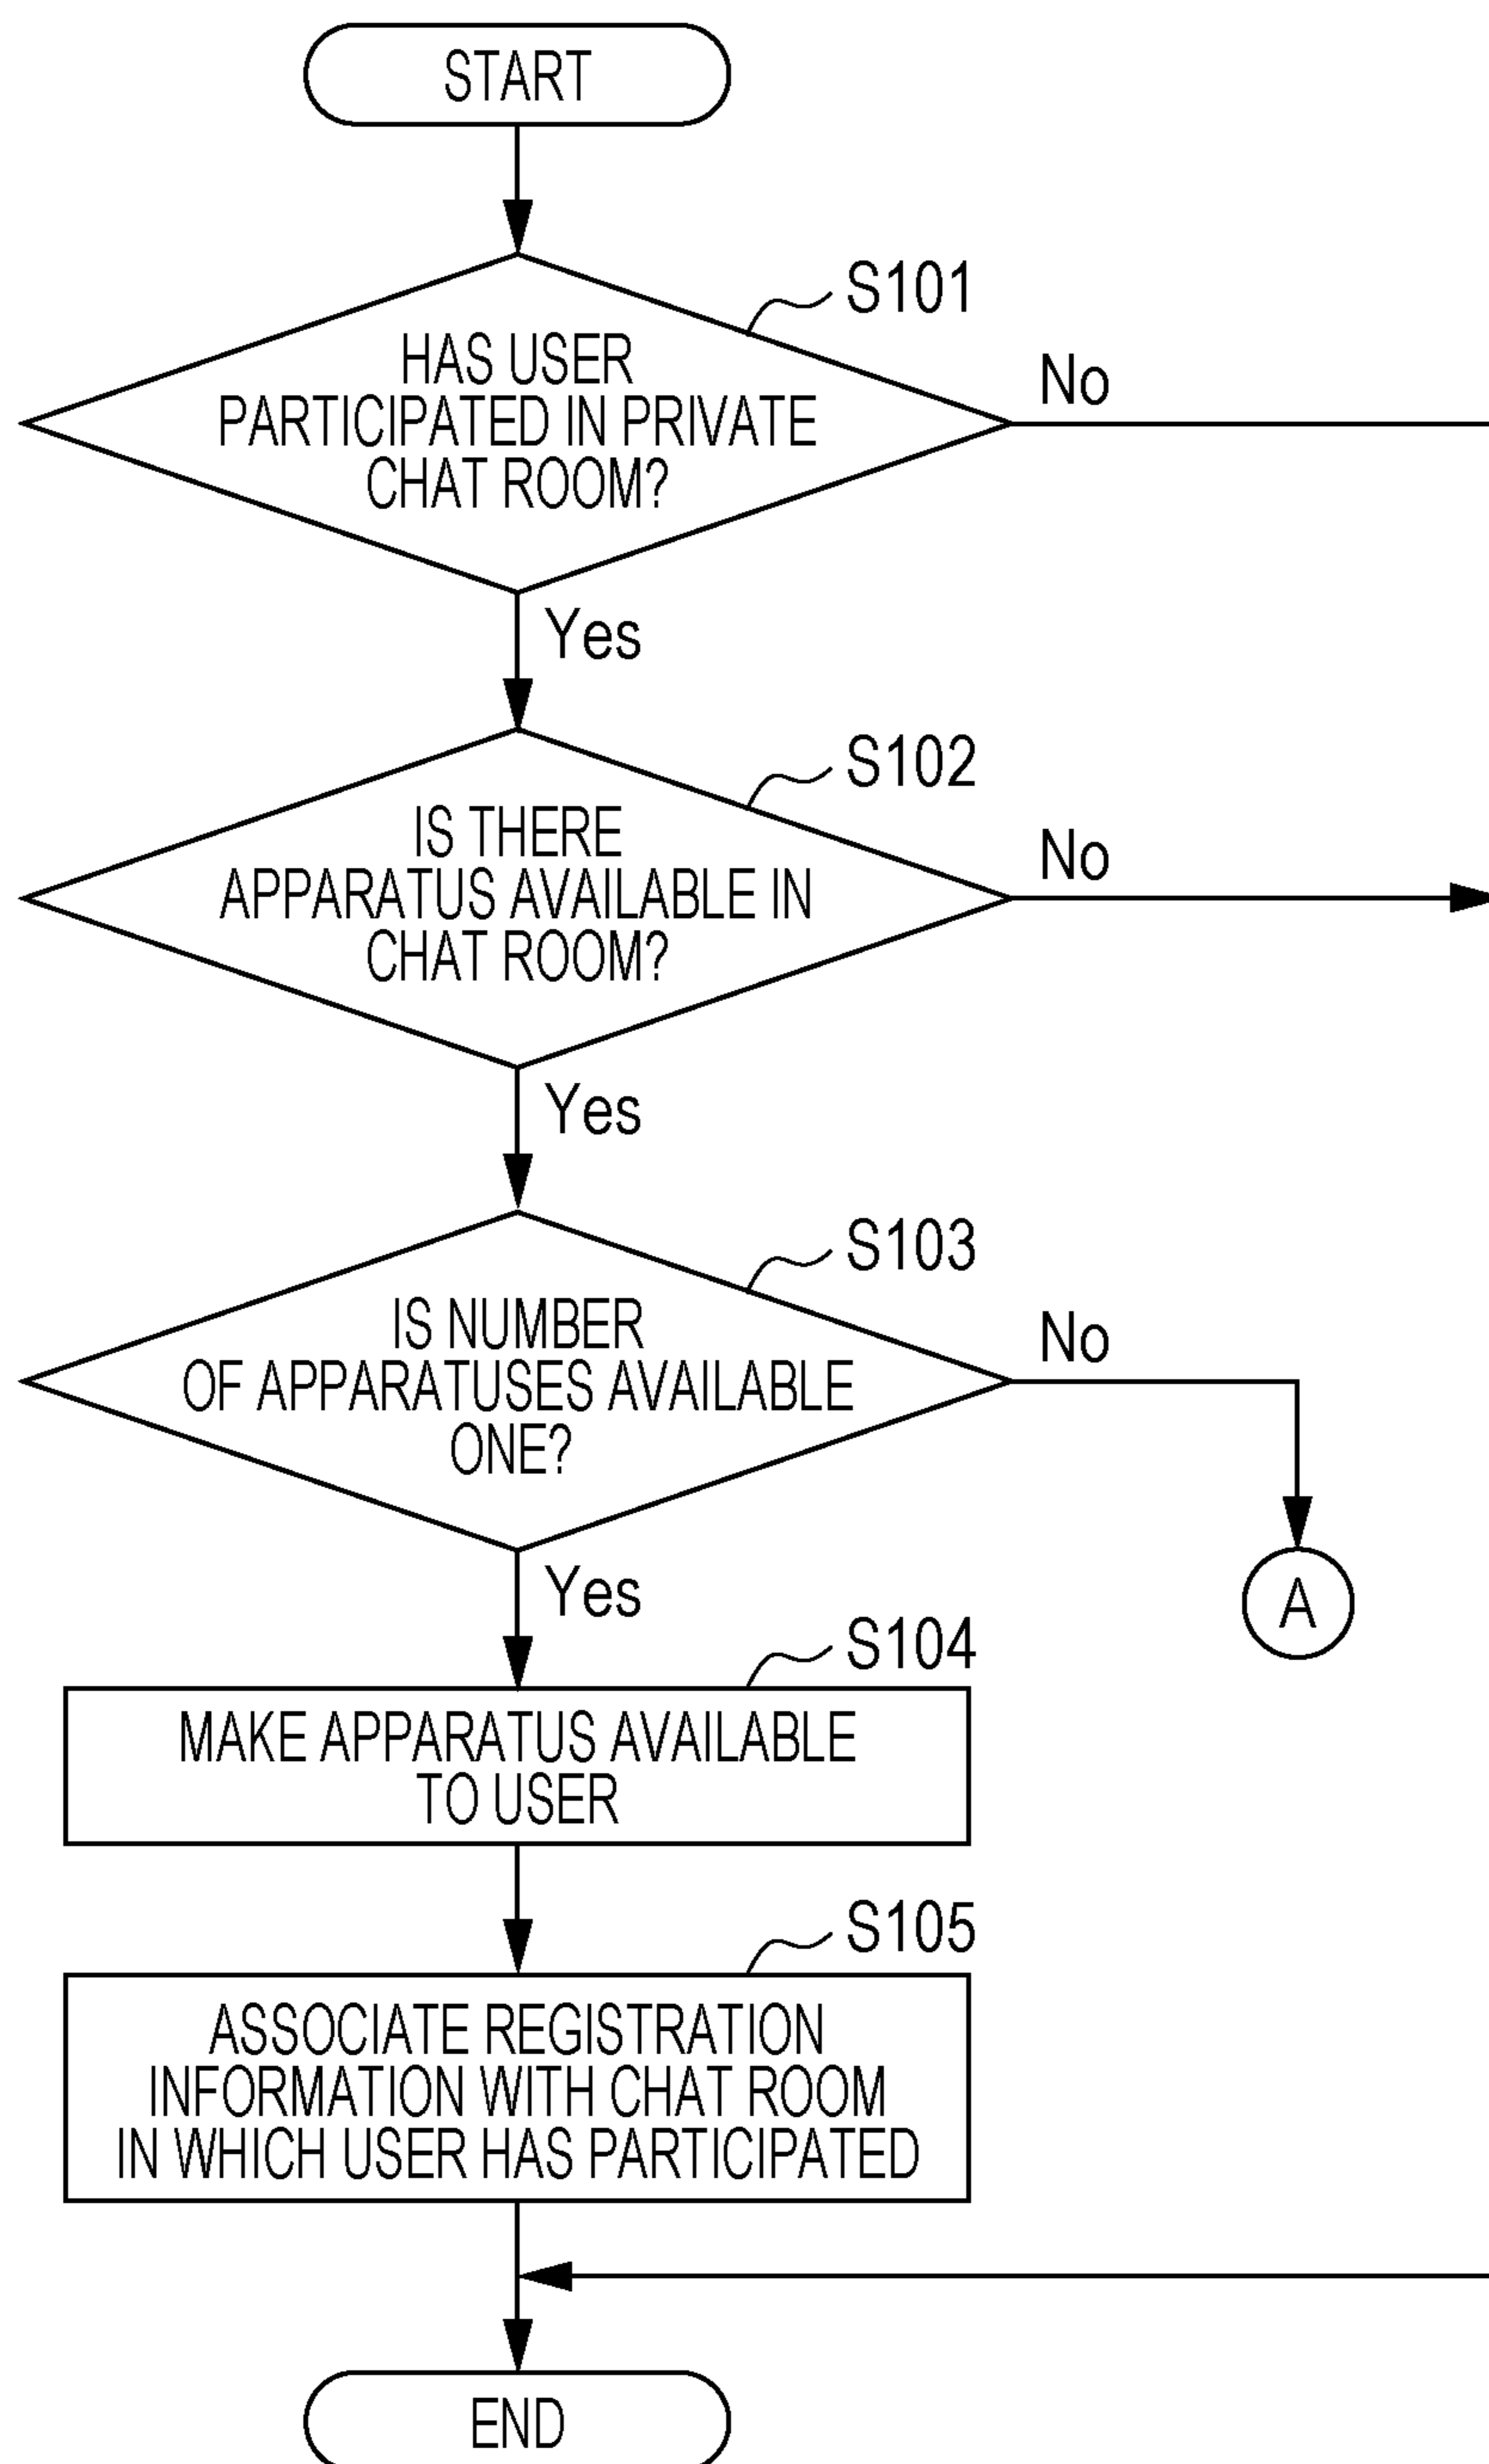 START
S101
HAS USER
PARTICIPATED IN PRIVATE
CHAT ROOM?
No
Yes
S102
IS THERE
APPARATUS AVAILABLE IN
CHAT ROOM?
No
Yes
S103
IS NUMBER
OF APPARATUSES AVAILABLE
ONE?
No
A
Yes
S104
MAKE APPARATUS AVAILABLE
TO USER
S105
ASSOCIATE REGISTRATION
INFORMATION WITH CHAT ROOM
IN WHICH USER HAS PARTICIPATED
END